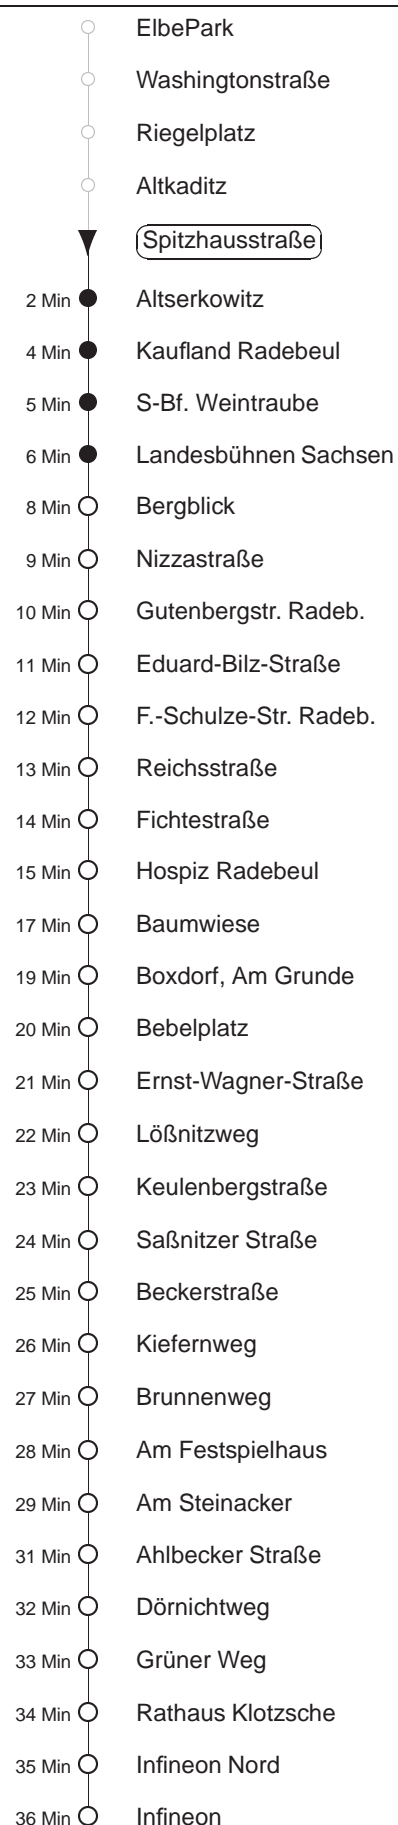 ElbePark
Washingtonstraße
Riegelplatz
Altkaditz
Spitzhausstraße
2 Min Altserkowitz
4 Min Kaufland Radebeul
5 Min S-Bf. Weintraube
6 Min Landesbühnen Sachsen
8 Min Bergblick
9 Min Nizzastraße
10 Min Gutenbergstr. Radeb.
11 Min Eduard-Bilz-Straße
12 Min F.-Schulze-Str. Radeb.
13 Min Reichsstraße
14 Min Fichtestraße
15 Min Hospiz Radebeul
17 Min Baumwiese
19 Min Boxdorf, Am Grunde
20 Min Bebelplatz
21 Min Ernst-Wagner-Straße
22 Min Lößnitzweg
23 Min Keulenbergstraße
24 Min Saßnitzer Straße
25 Min Beckerstraße
26 Min Kiefernweg
27 Min Brunnenweg
28 Min Am Festspielhaus
29 Min Am Steinacker
31 Min Ahlbecker Straße
32 Min Dörnichtweg
33 Min Grüner Weg
34 Min Rathaus Klotzsche
35 Min Infineon Nord
36 Min Infineon